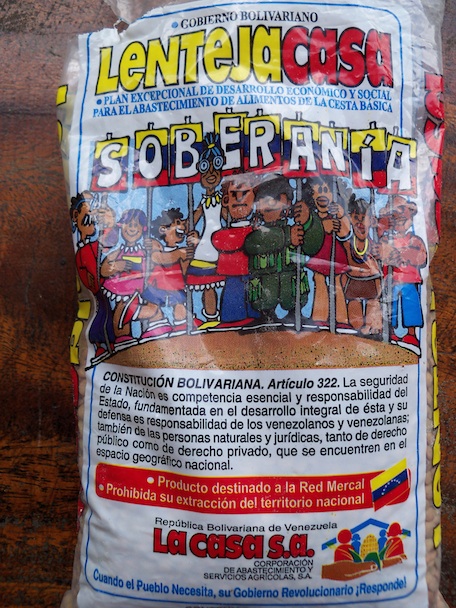 • GOBIERNO BOLIVARIANO
LENTEJACASA
• PLAN EXCEPCIONAL DE DESARROLLO ECONOMICO Y SOCIAL
PARA EL ABASTECIMIENTO DE ALIMENTOS DE LA CESTA BÁSICA
SOBERANÍA
CONSTITUCIÓN BOLIVARIANA. Artículo 322. La seguridad
de la Nación es competencia esencial y responsabilidad del
Estado, fundamentada en el desarrollo integral de ésta y su
defensa es responsabilidad de los venezolanos y venezolanas;
también de las personas naturales y jurídicas, tanto de derecho
público como de derecho privado, que se encuentren en el
espacio geográfico nacional.
• Producto destinado a la Red Mercal
• Prohibida su extracción del territorio nacional
República Bolivariana de Venezuela
La casa s.a.
CORPORACIÓN
DE ABASTECIMIENTO Y
SERVICIOS AGRÍCOLAS, S.A.
Cuando el Pueblo Necesita, su Gobierno Revolucionario ¡Responde!